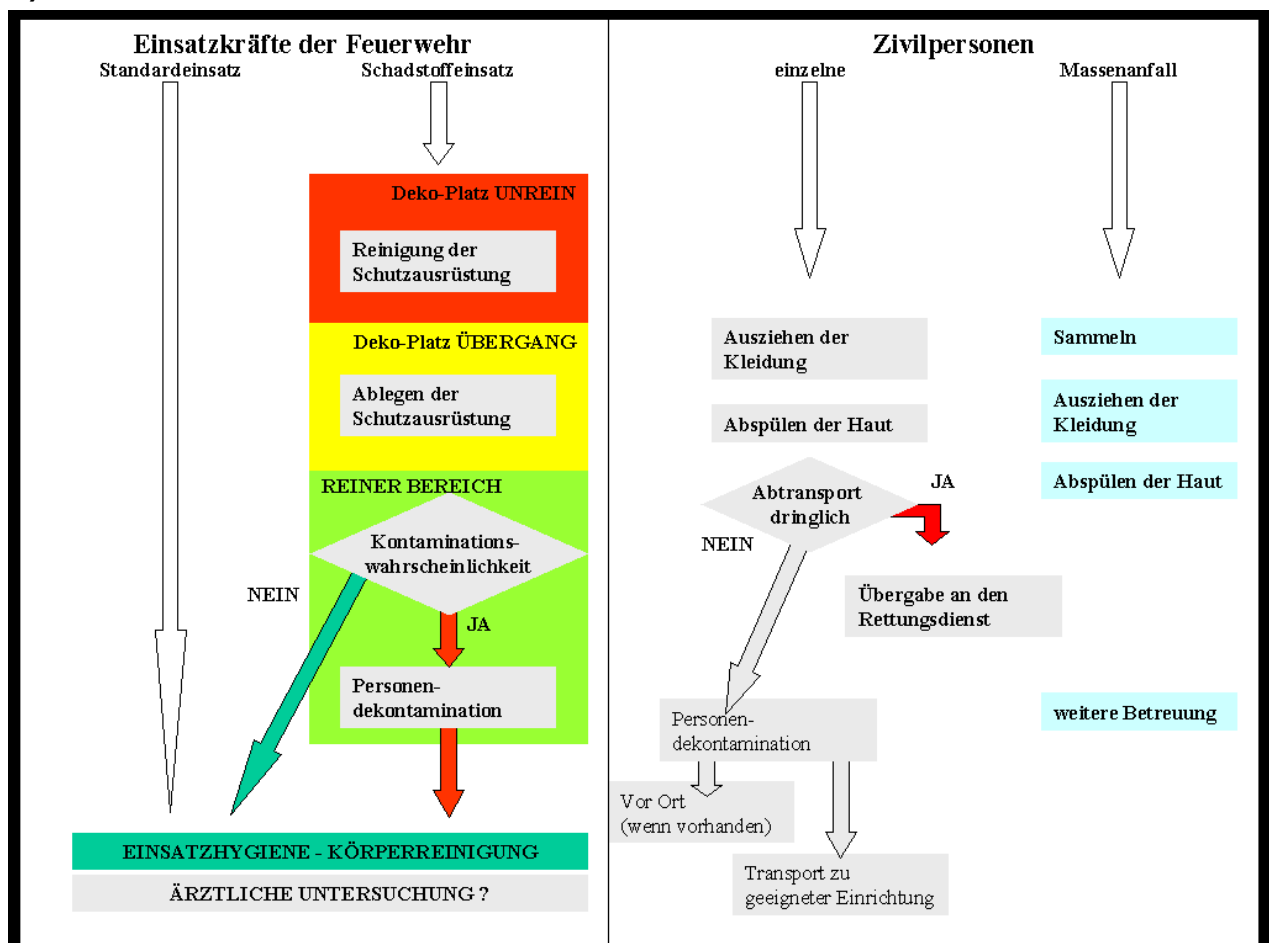 Einsatzkräfte der Feuerwehr
Standardeinsatz
Schadstoffeinsatz
Deko-Platz UNREIN
Reinigung der
Schutzausrüstung
Deko-Platz ÜBERGANG
Ablegen der
Schutzausrüstung
REINER BEREICH
Kontaminations-
wahrscheinlichkeit
NEIN
JA
Personen-
dekontamination
EINSATZHYGIENE - KÖRPERREINIGUNG
ÄRZTLICHE UNTERSUCHUNG ?
Zivilpersonen
einzelne
Massenanfall
Ausziehen der
Kleidung
Abspülen der Haut
Abtransport
dringlich
JA
NEIN
Übergabe an den
Rettungsdienst
Personen-
dekontamination
Vor Ort
(wenn vorhanden)
Transport zu
geeigneter Einrichtung
Sammeln
Ausziehen der
Kleidung
Abspülen der Haut
weitere Betreuung